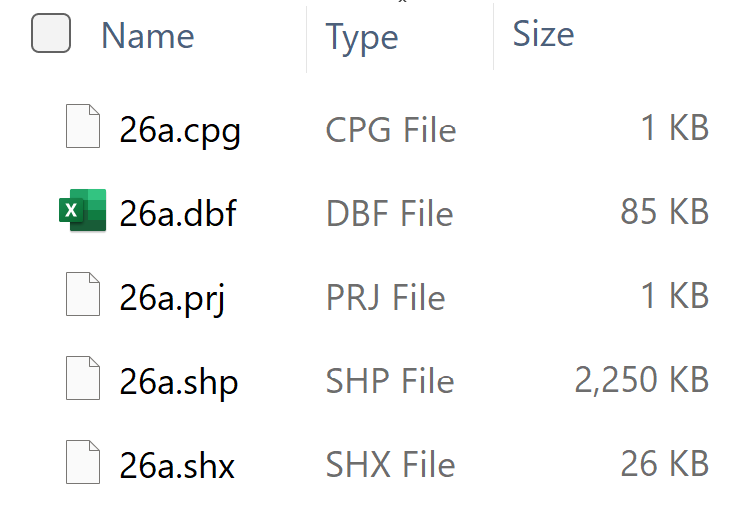 Name Type Size
26a.cpg CPG File 1 KB
26a.dbf DBF File 85 KB
26a.prj PRJ File 1 KB
26a.shp SHP File 2,250 KB
26a.shx SHX File 26 KB